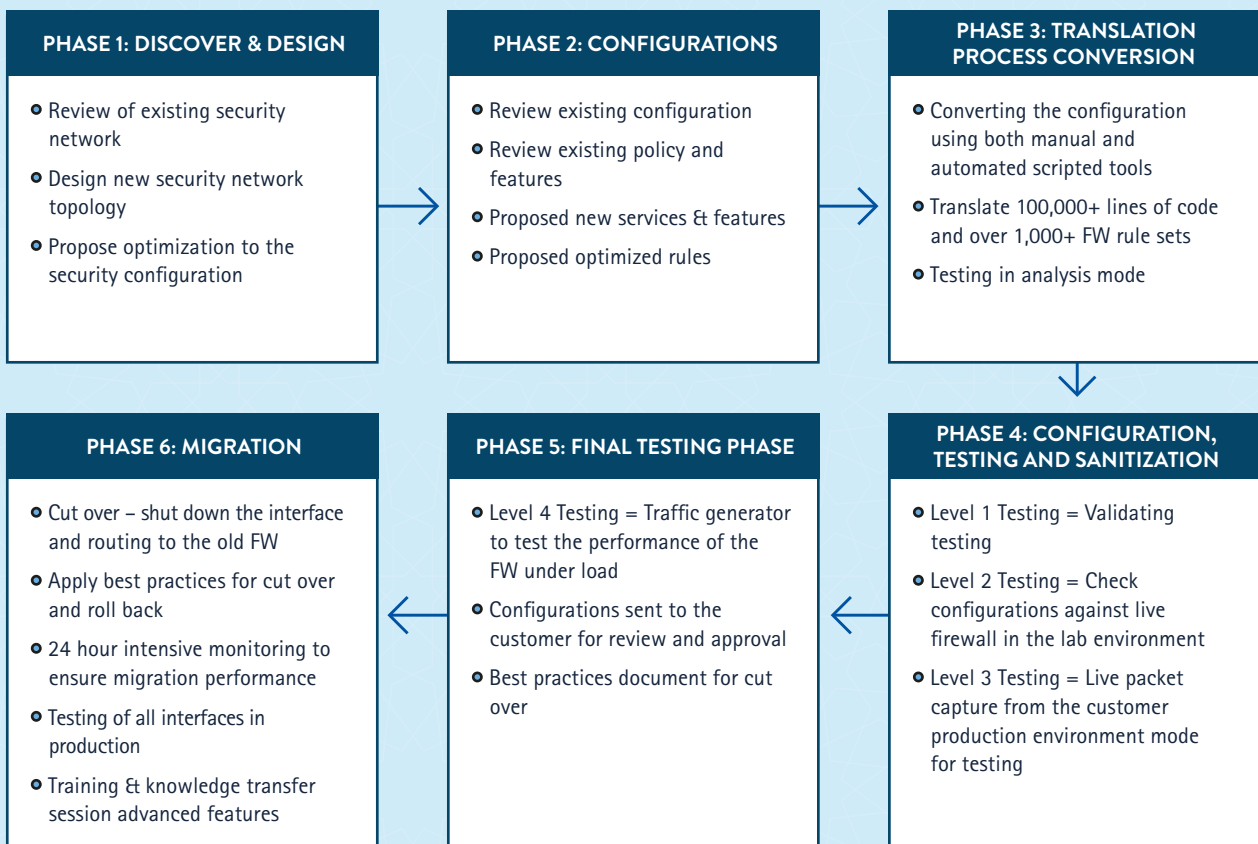 PHASE 1: DISCOVER & DESIGN
Review of existing security
network
Design new security network
topology
Propose optimization to the
security configuration
PHASE 2: CONFIGURATIONS
Review existing configuration
Review existing policy and
features
Proposed new services & features
Proposed optimized rules
PHASE 3: TRANSLATION
PROCESS CONVERSION
Converting the configuration
using both manual and
automated scripted tools
Translate 100,000+ lines of code
and over 1,000+ FW rule sets
Testing in analysis mode
PHASE 4: CONFIGURATION,
TESTING AND SANITIZATION
Level 1 Testing = Validating
testing
Level 2 Testing = Check
configurations against live
firewall in the lab environment
Level 3 Testing = Live packet
capture from the customer
production environment mode
for testing
PHASE 5: FINAL TESTING PHASE
Level 4 Testing = Traffic generator
to test the performance of the
FW under load
Configurations sent to the
customer for review and approval
Best practices document for cut
over
PHASE 6: MIGRATION
Cut over – shut down the interface
and routing to the old FW
Apply best practices for cut over
and roll back
24 hour intensive monitoring to
ensure migration performance
Testing of all interfaces in
production
Training & knowledge transfer
session advanced features